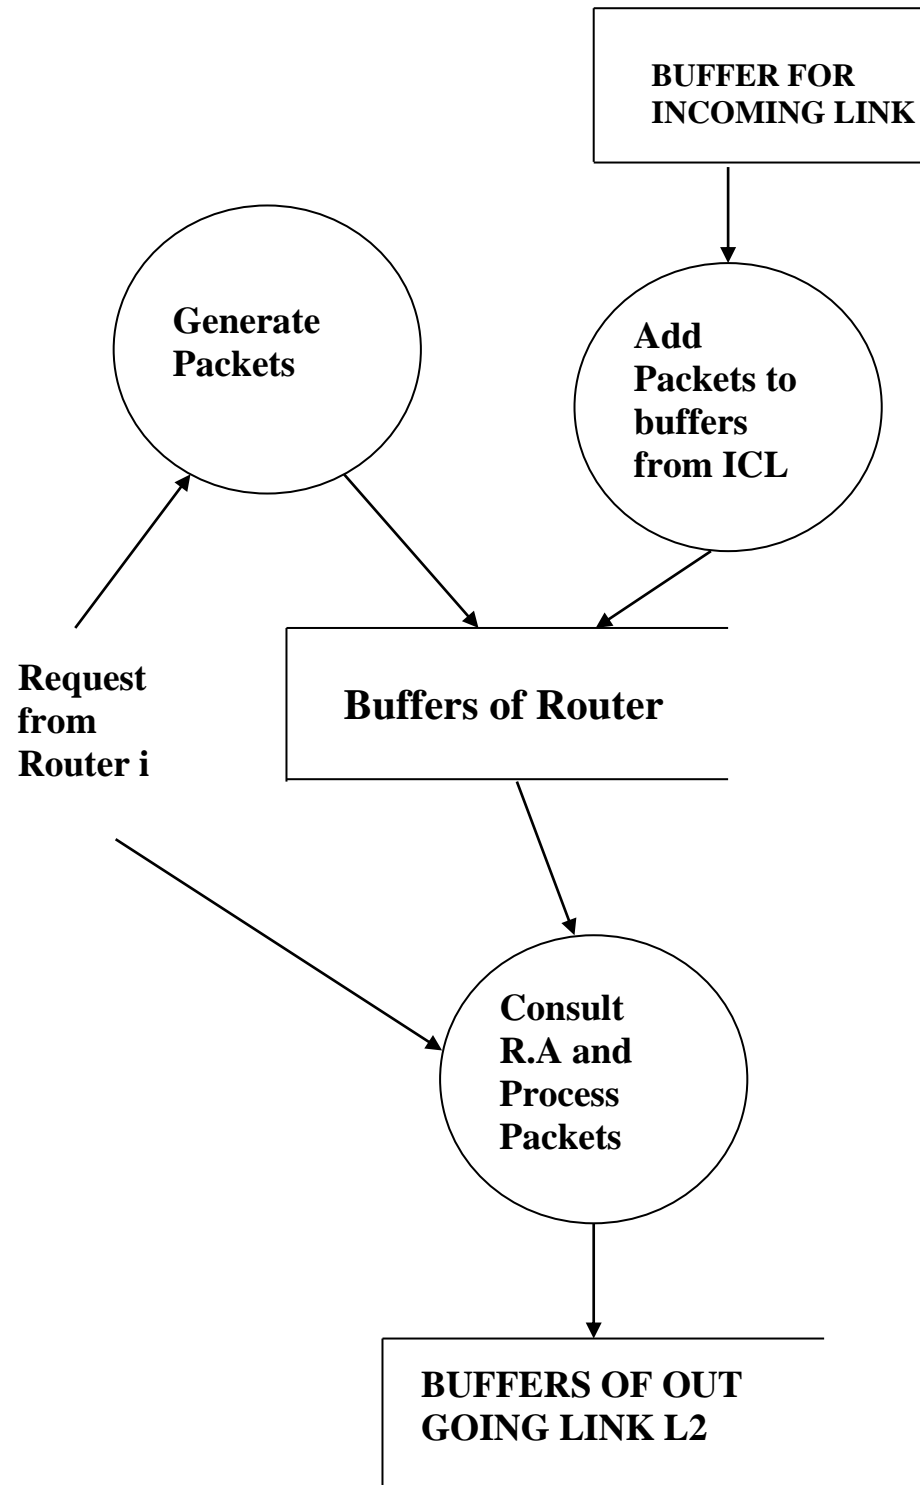 BUFFER FOR
INCOMING LINK
Generate
Packets
Add
Packets to
buffers
from ICL
Request
from
Router i
Buffers of Router
Consult
R.A and
Process
Packets
BUFFERS OF OUT
GOING LINK L2